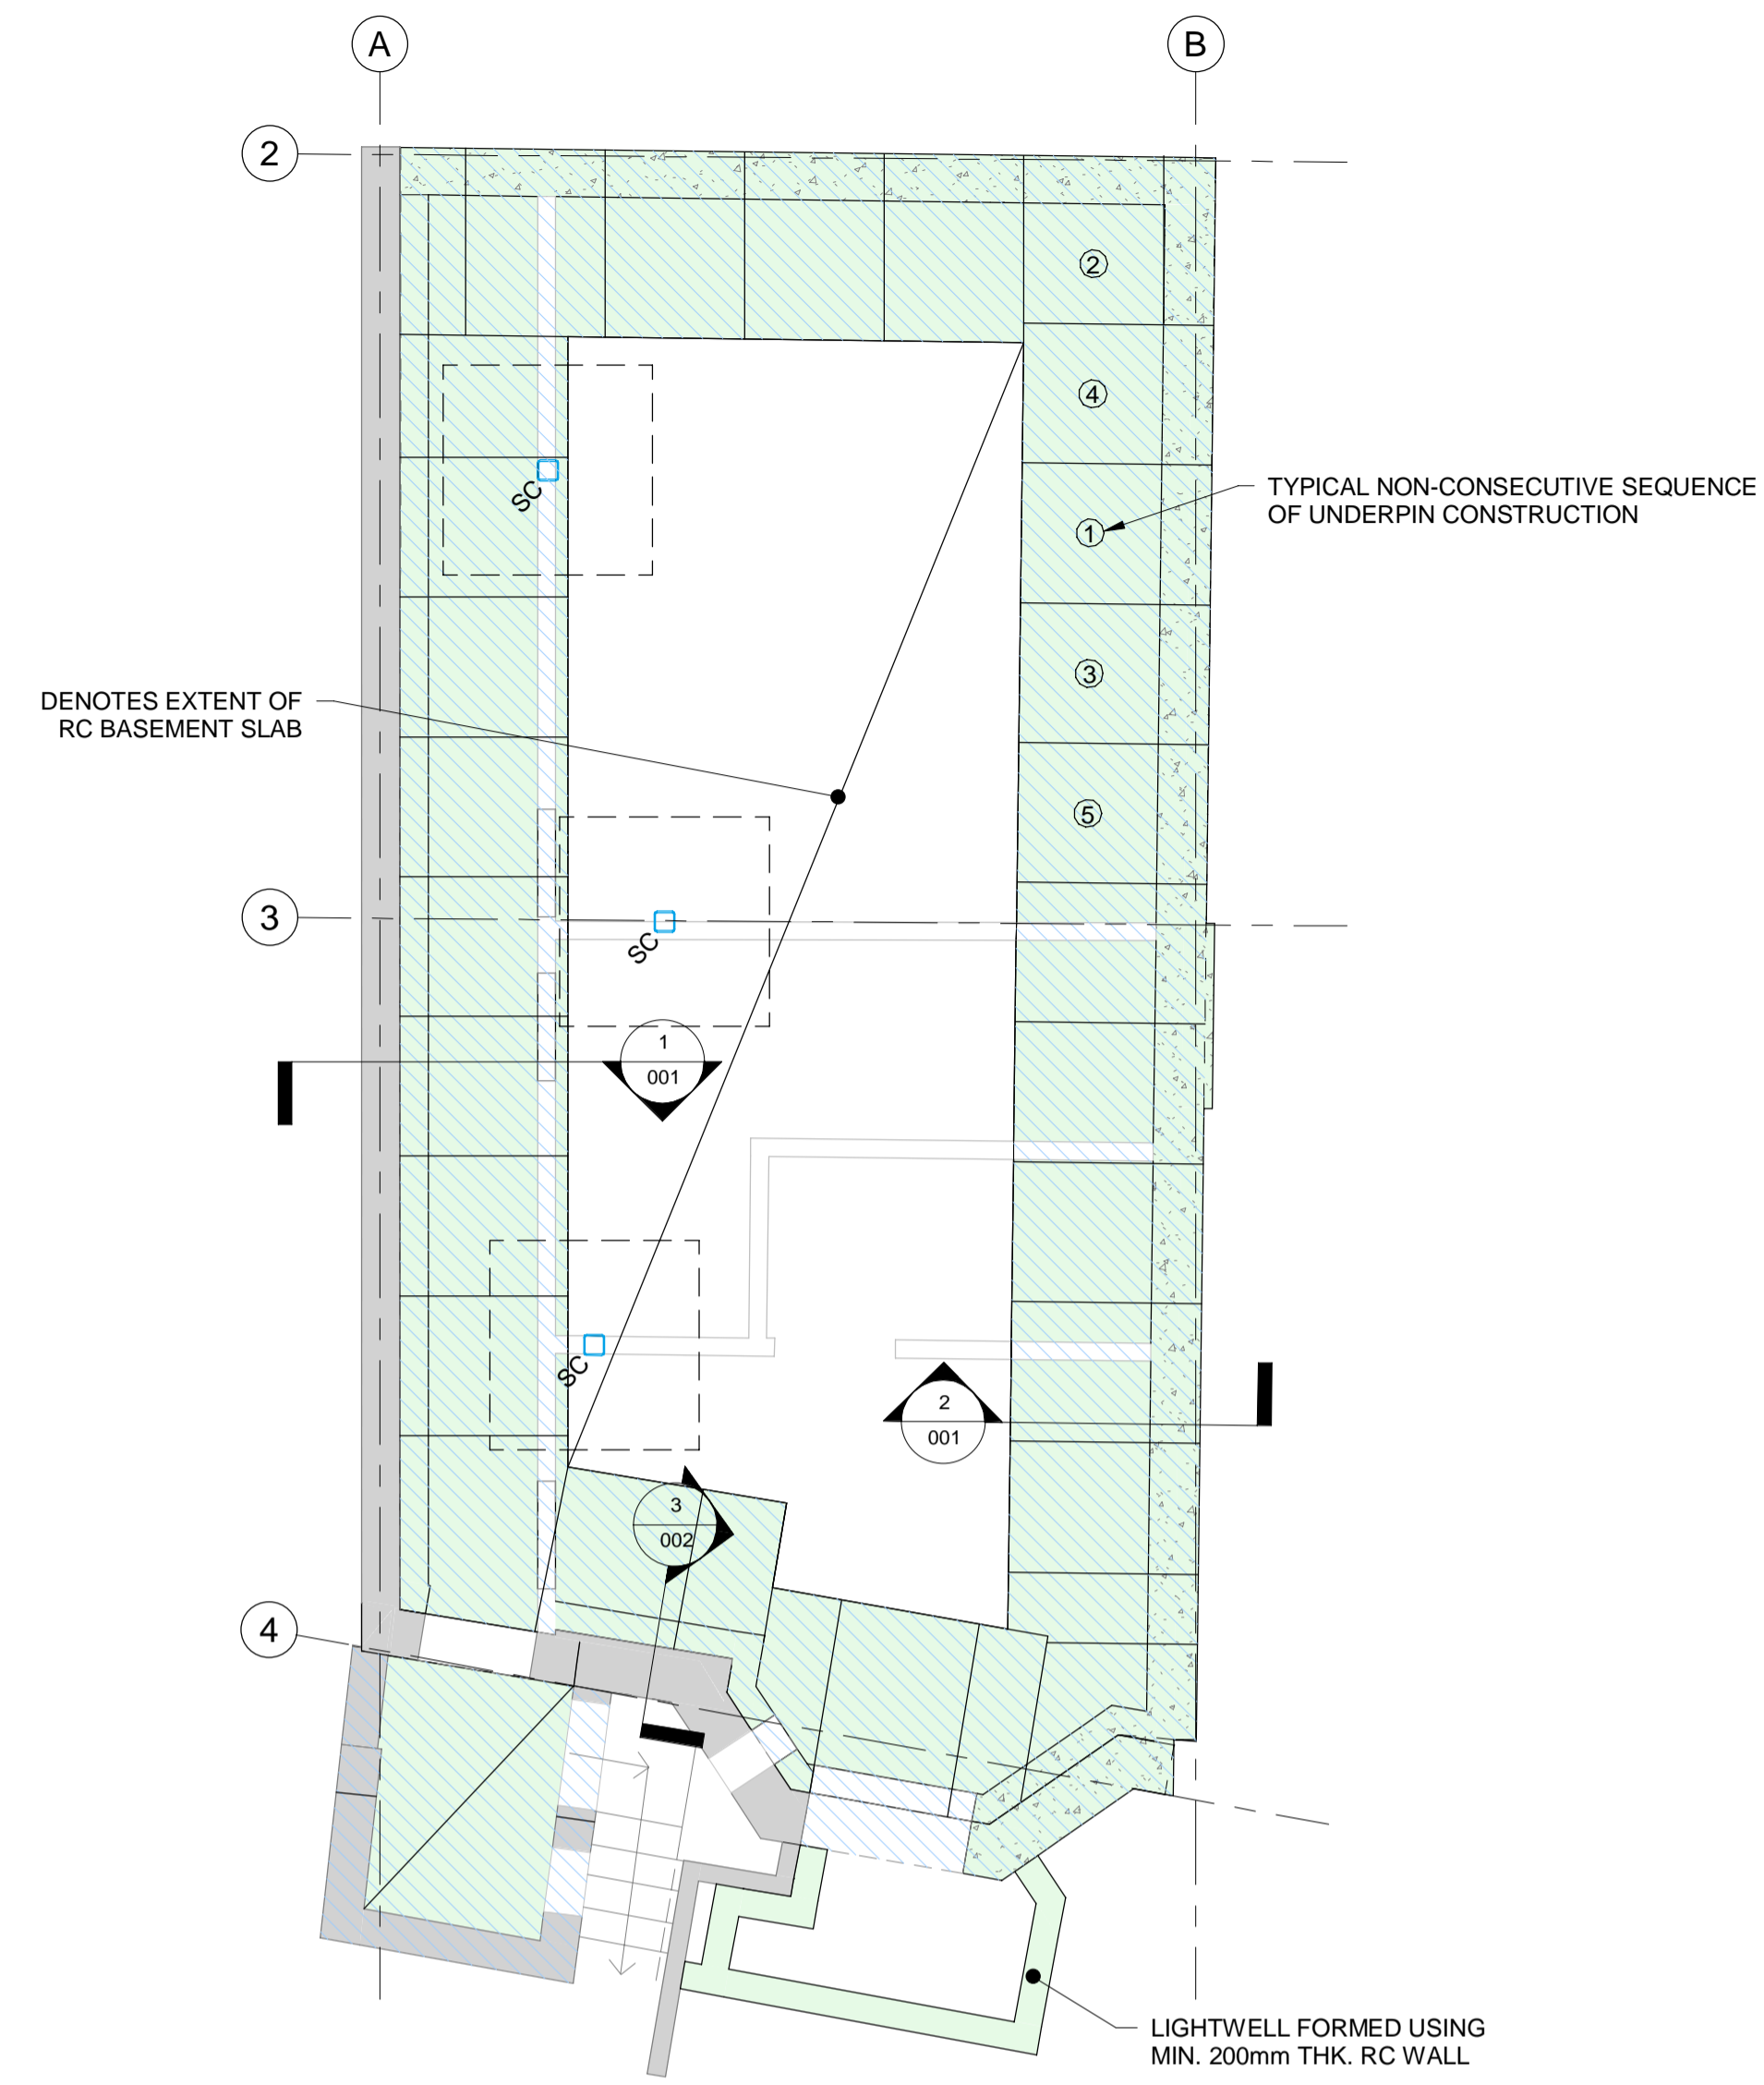 A
B
2
2
4
TYPICAL NON-CONSECUTIVE SEQUENCE
OF UNDERPIN CONSTRUCTION
SC
1
3
DENOTES EXTENT OF
RC BASEMENT SLAB
5
3
SC
1
001
SC
2
001
3
002
4
LIGHTWELL FORMED USING
MIN. 200mm THK. RC WALL